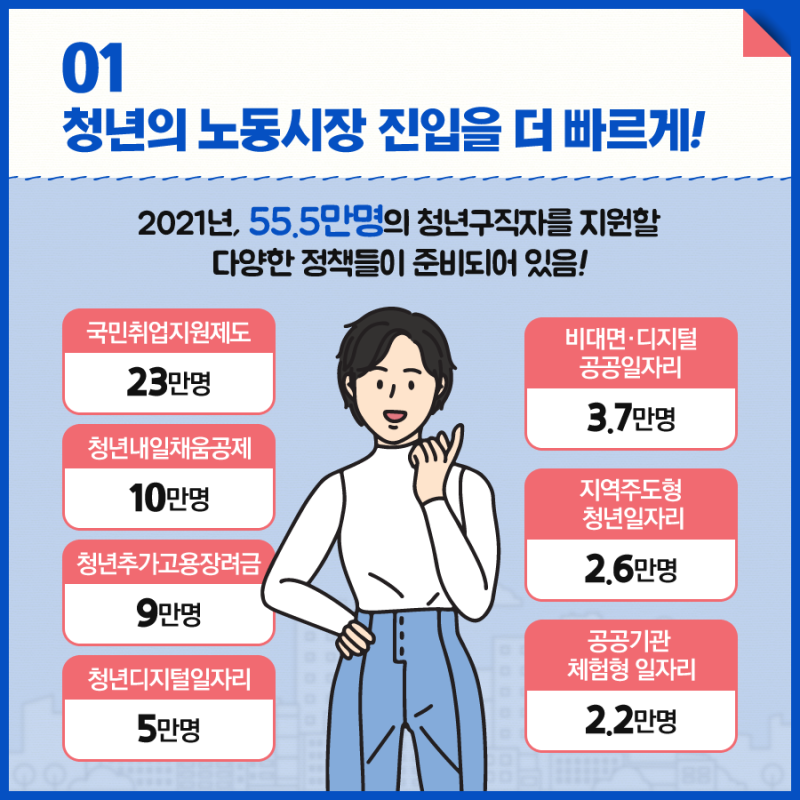 01
청년의 노동시장 진입을 더 빠르게!
2021년, 55.5만명의 청년구직자를 지원할
다양한 정책들이 준비되어 있음!
국민취업지원제도
23만명
청년내일채움공제
10만명
청년추가고용장려금
9만명
청년디지털일자리
5만명
비대면·디지털
공공일자리
3.7만명
지역주도형
청년일자리
2.6만명
공공기관
체험형 일자리
2.2만명